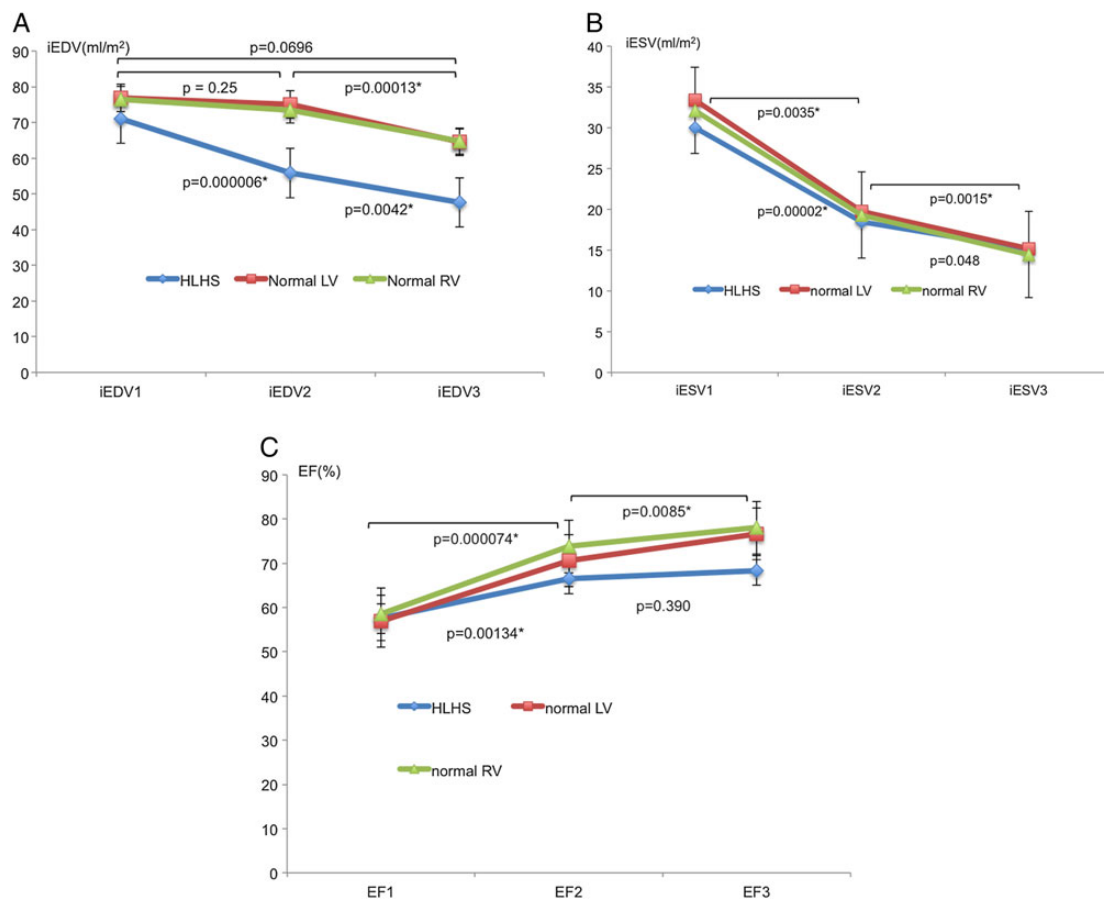 A
iEDV(ml/m²)
90
80
70
60
50
40
30
20
10
0
p=0.0696
p = 0.25
p=0.00013*
p=0.000006*
p=0.0042*
HLHS
Normal LV
Normal RV
iEDV1
iEDV2
iEDV3
B
iESV(ml/m²)
40
35
30
25
20
15
10
5
0
p=0.0035*
p=0.0015*
p=0.00002*
p=0.048
HLHS
normal LV
normal RV
iESV1
iESV2
iESV3
C
EF(%)
90
80
70
60
50
40
30
20
10
0
p=0.0085*
p=0.000074*
p=0.390
p=0.00134*
HLHS
normal LV
normal RV
EF1
EF2
EF3